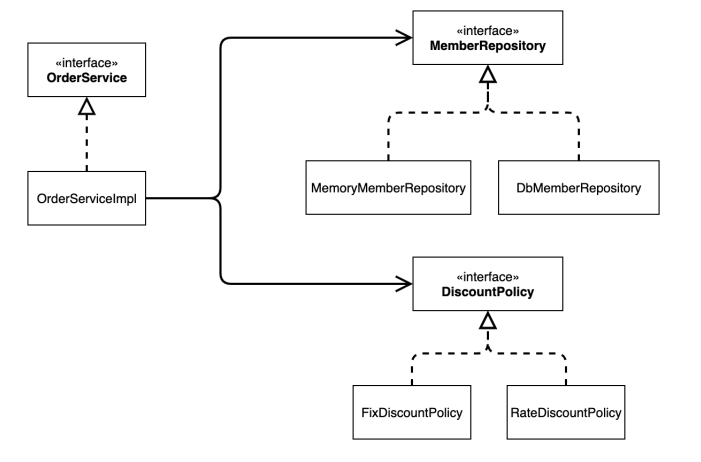 «interface»
OrderService
OrderServiceImpl
«interface»
MemberRepository
MemoryMemberRepository
DbMemberRepository
«interface»
DiscountPolicy
FixDiscountPolicy
RateDiscountPolicy